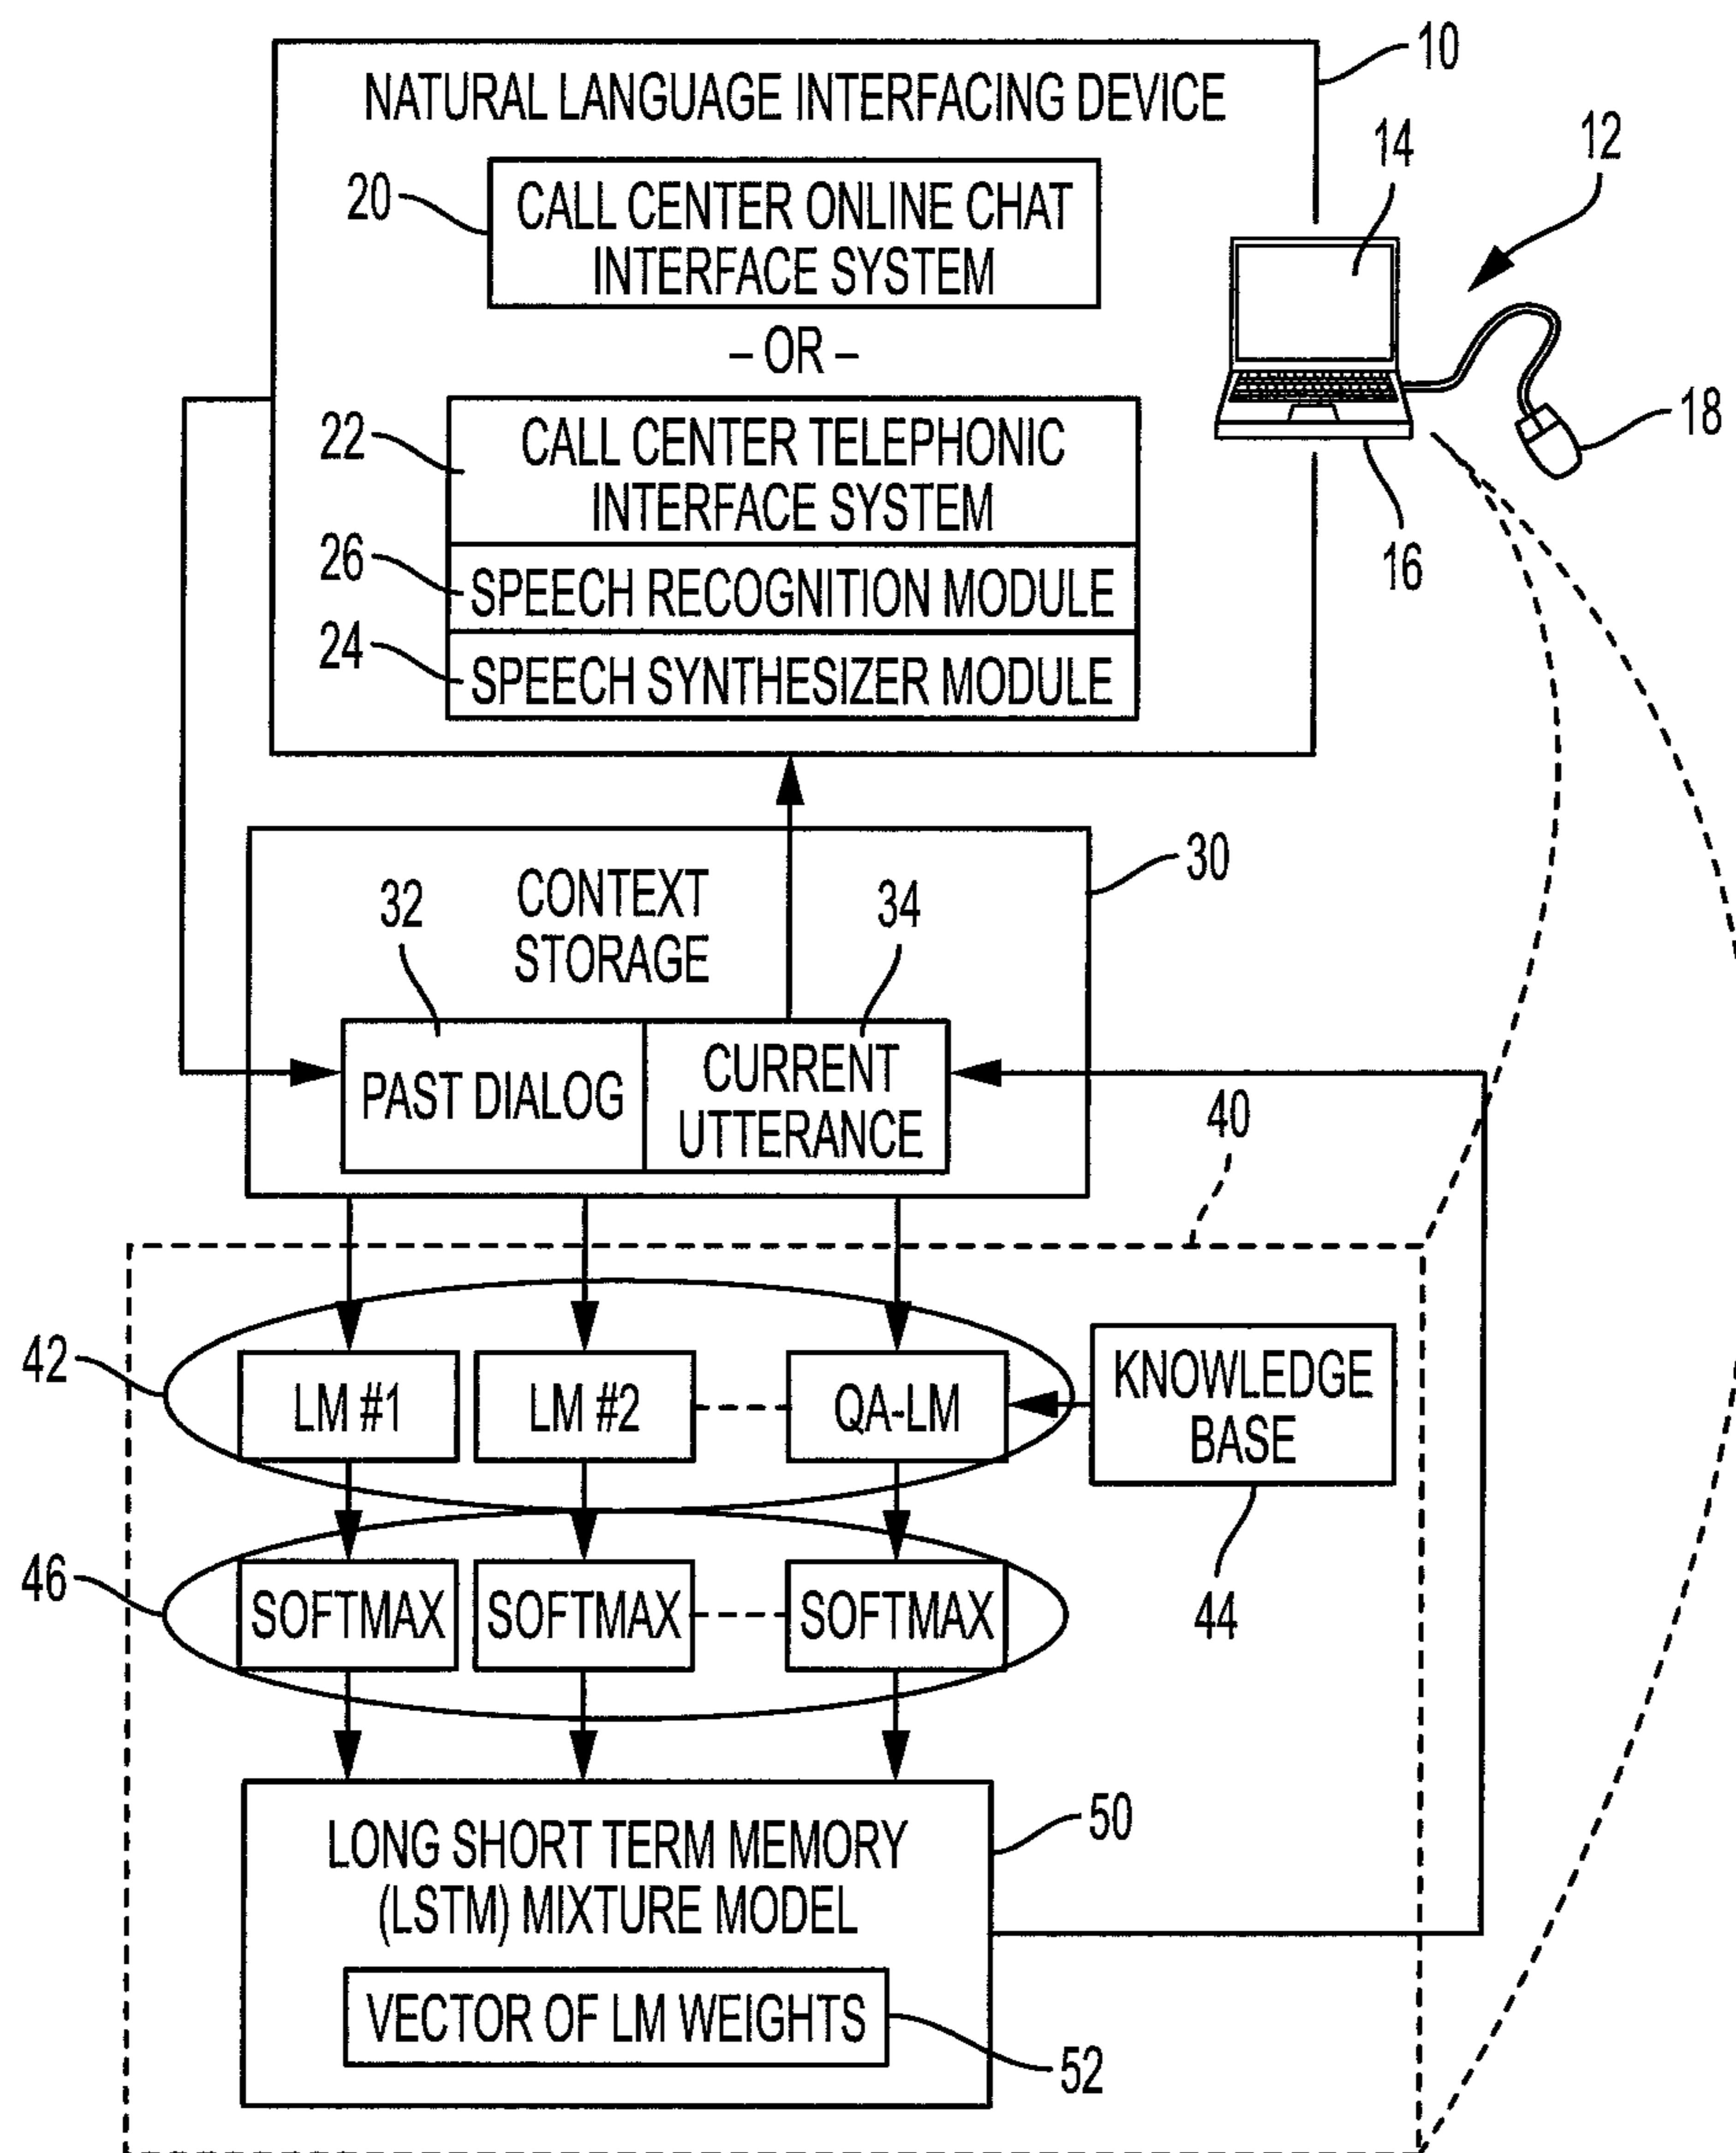 10
NATURAL LANGUAGE INTERFACING DEVICE
12
14
20
CALL CENTER ONLINE CHAT
INTERFACE SYSTEM
– OR –
18
22
CALL CENTER TELEPHONIC
INTERFACE SYSTEM
16
26
SPEECH RECOGNITION MODULE
24
SPEECH SYNTHESIZER MODULE
30
CONTEXT
STORAGE
32
34
PAST DIALOG
CURRENT
UTTERANCE
40
42
LM #1
LM #2
QA-LM
KNOWLEDGE
BASE
44
46
SOFTMAX
SOFTMAX
SOFTMAX
50
LONG SHORT TERM MEMORY
(LSTM) MIXTURE MODEL
VECTOR OF LM WEIGHTS
52